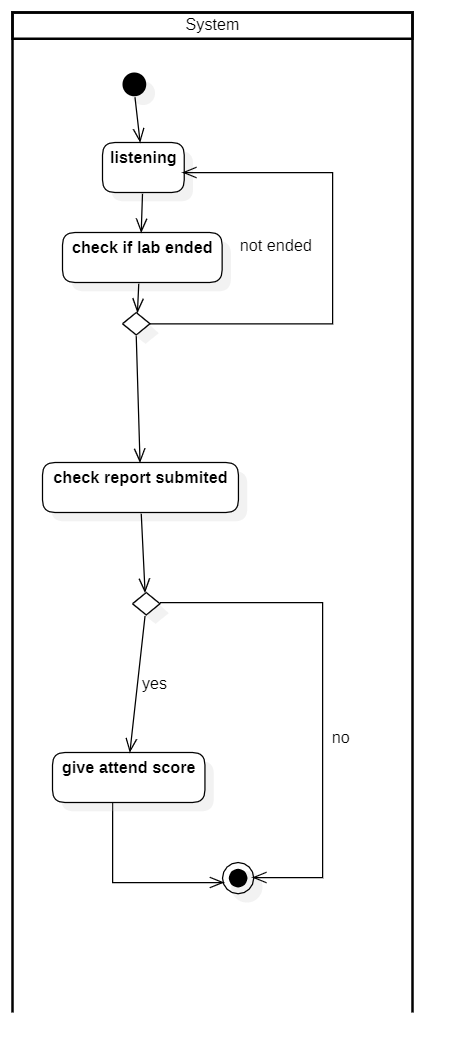 System
listening
check if lab ended
not ended
check report submited
yes
no
give attend score